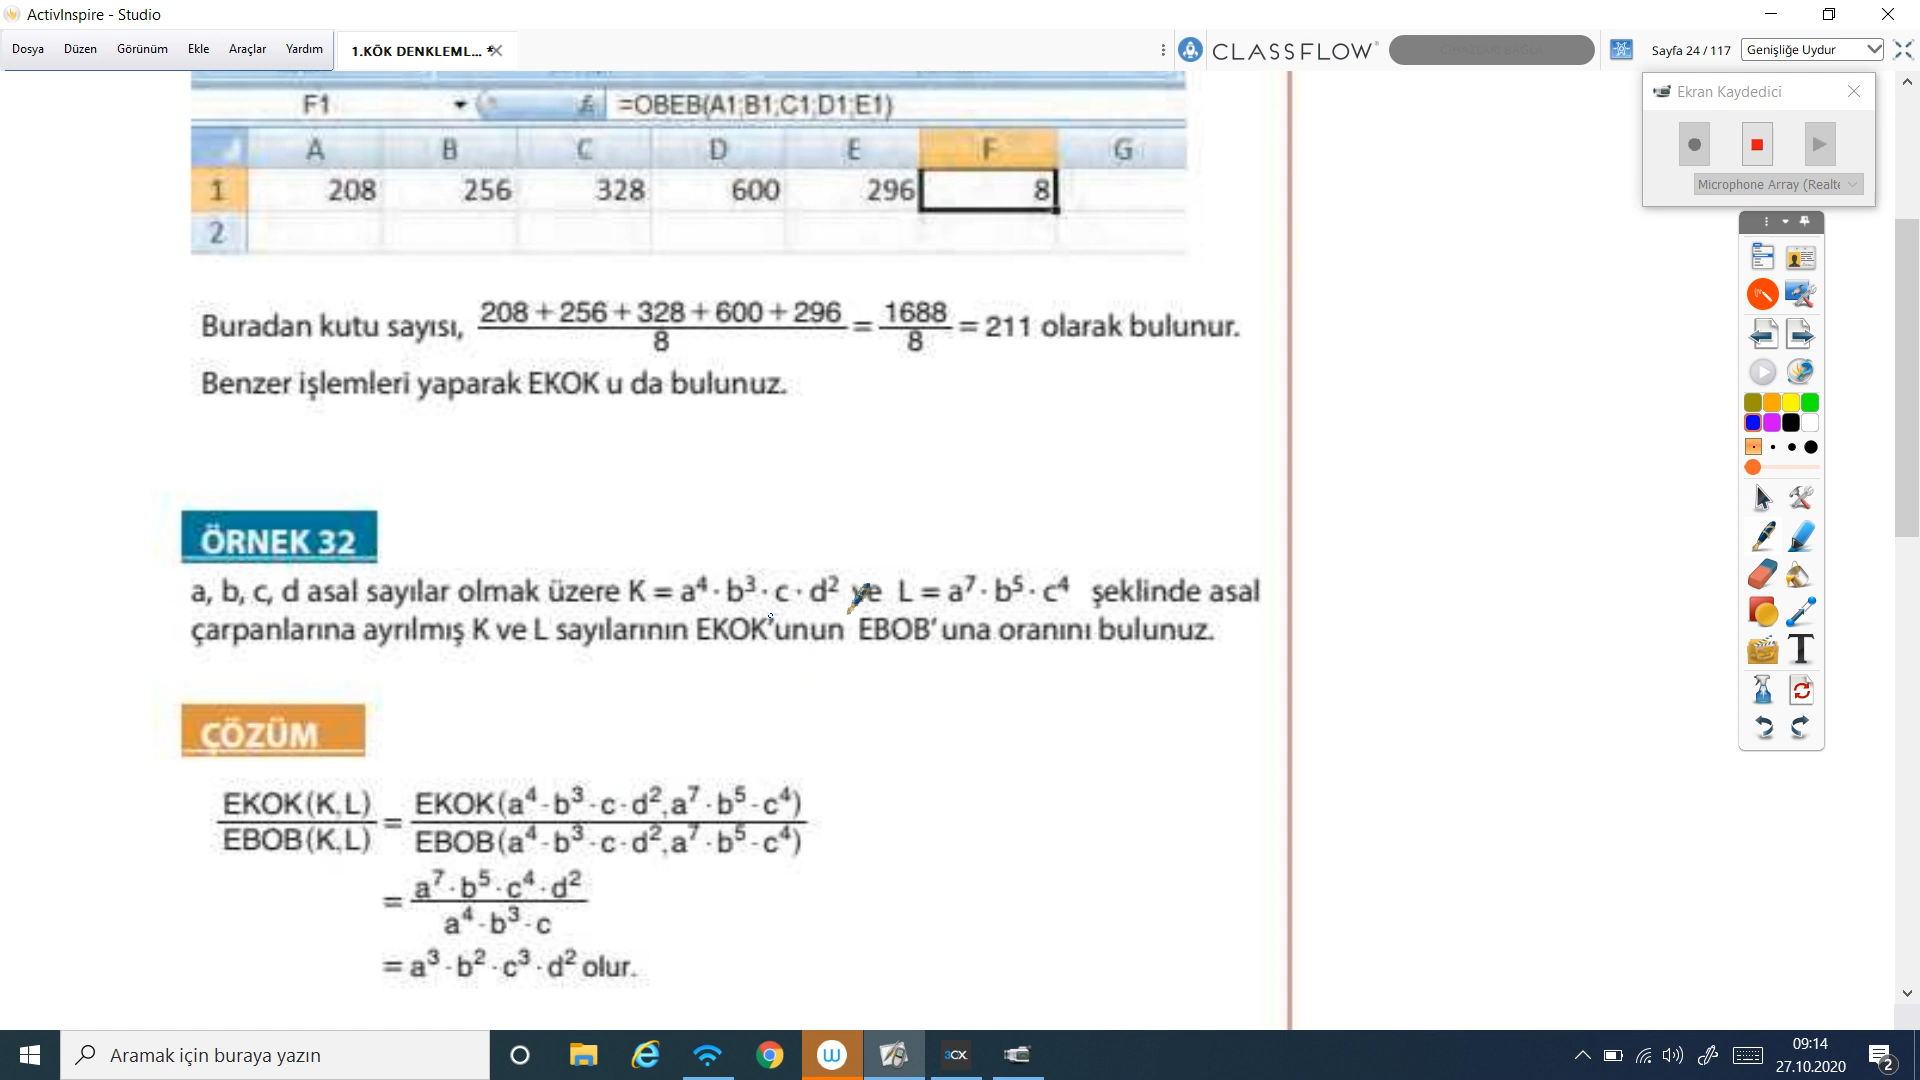 ActivInspire - Studio
Dosya Düzen Görünüm Ekle Araçlar Yardım
1.KÖK DENKLEML... *
CLASSFLOW
Sayfa 24 / 117
Genişliğe Uydur
Ekran Kaydedici
Microphone Array (Realte
F1 =OBEB(A1;B1;C1;D1;E1)
A B C D E F G
1 208 256 328 600 296 8
2
Buradan kutu sayısı, (208 + 256 + 328 + 600 + 296)/8 = 1688/8 = 211 olarak bulunur.
Benzer işlemleri yaparak EKOK u da bulunuz.
ÖRNEK 32
a, b, c, d asal sayılar olmak üzere K = a⁴ · b³ · c · d² ve L = a⁷ · b⁵ · c⁴ şeklinde asal
çarpanlarına ayrılmış K ve L sayılarının EKOK'unun EBOB'una oranını bulunuz.
ÇÖZÜM
EKOK(K,L)/EBOB(K,L) = EKOK(a⁴ · b³ · c · d², a⁷ · b⁵ · c⁴)/EBOB(a⁴ · b³ · c · d², a⁷ · b⁵ · c⁴)
= (a⁷ · b⁵ · c⁴ · d²)/(a⁴ · b³ · c)
= a³ · b² · c³ · d² olur.
Aramak için buraya yazın
W
3CX
09:14
27.10.2020
2